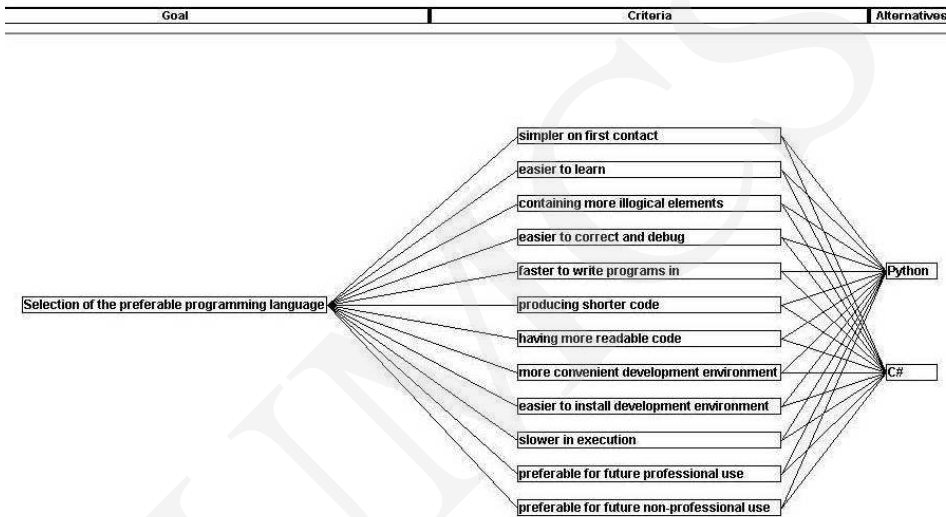 Goal Criteria Alternatives
simpler on first contact
easier to learn
containing more illogical elements
easier to correct and debug
faster to write programs in
Python
Selection of the preferable programming language
producing shorter code
having more readable code
more convenient development environment
C#
easier to install development environment
slower in execution
preferable for future professional use
preferable for future non-professional use
UMCS